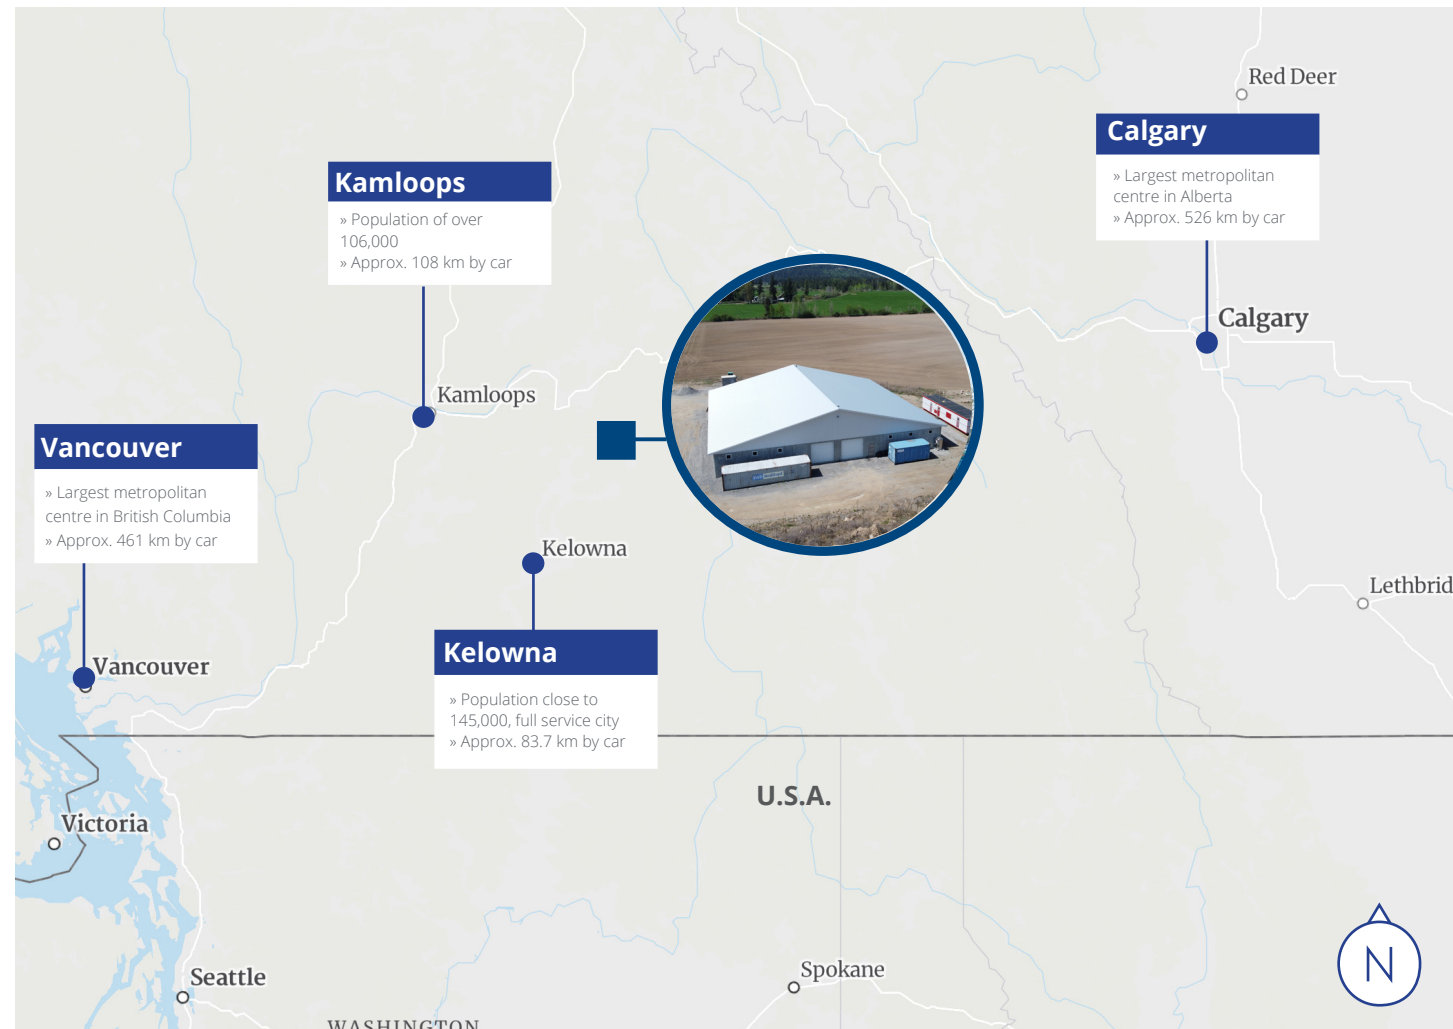 Red Deer
Calgary
» Largest metropolitan
centre in Alberta
» Approx. 526 km by car
Kamloops
» Population of over
106,000
» Approx. 108 km by car
Calgary
Kamloops
Vancouver
» Largest metropolitan
centre in British Columbia
» Approx. 461 km by car
Kelowna
Lethbrid
Vancouver
Kelowna
» Population close to
145,000, full service city
» Approx. 83.7 km by car
U.S.A.
Victoria
Seattle
Spokane
N
WASHINGTON